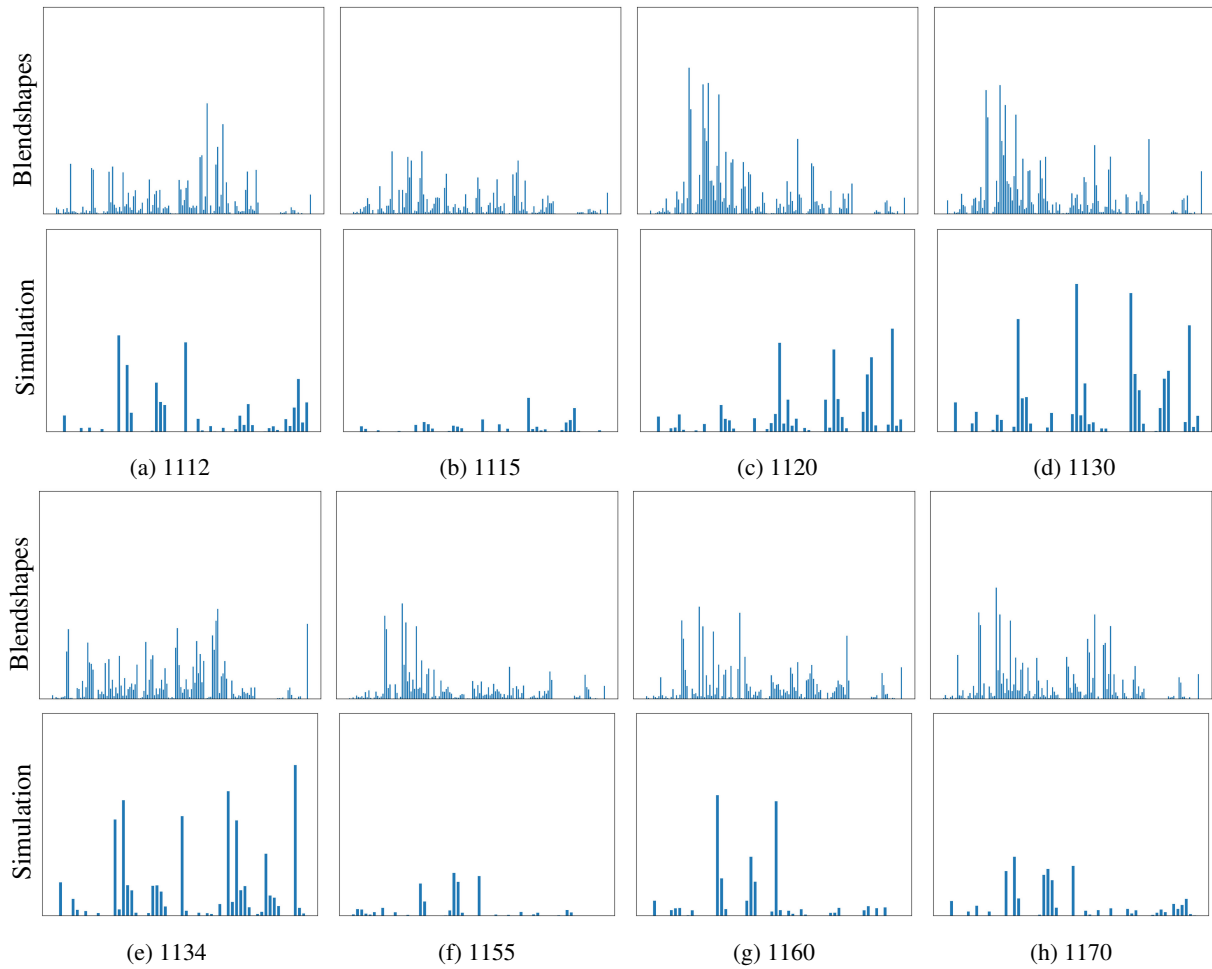 Blendshapes
Simulation
(a) 1112
(b) 1115
(c) 1120
(d) 1130
Blendshapes
Simulation
(e) 1134
(f) 1155
(g) 1160
(h) 1170